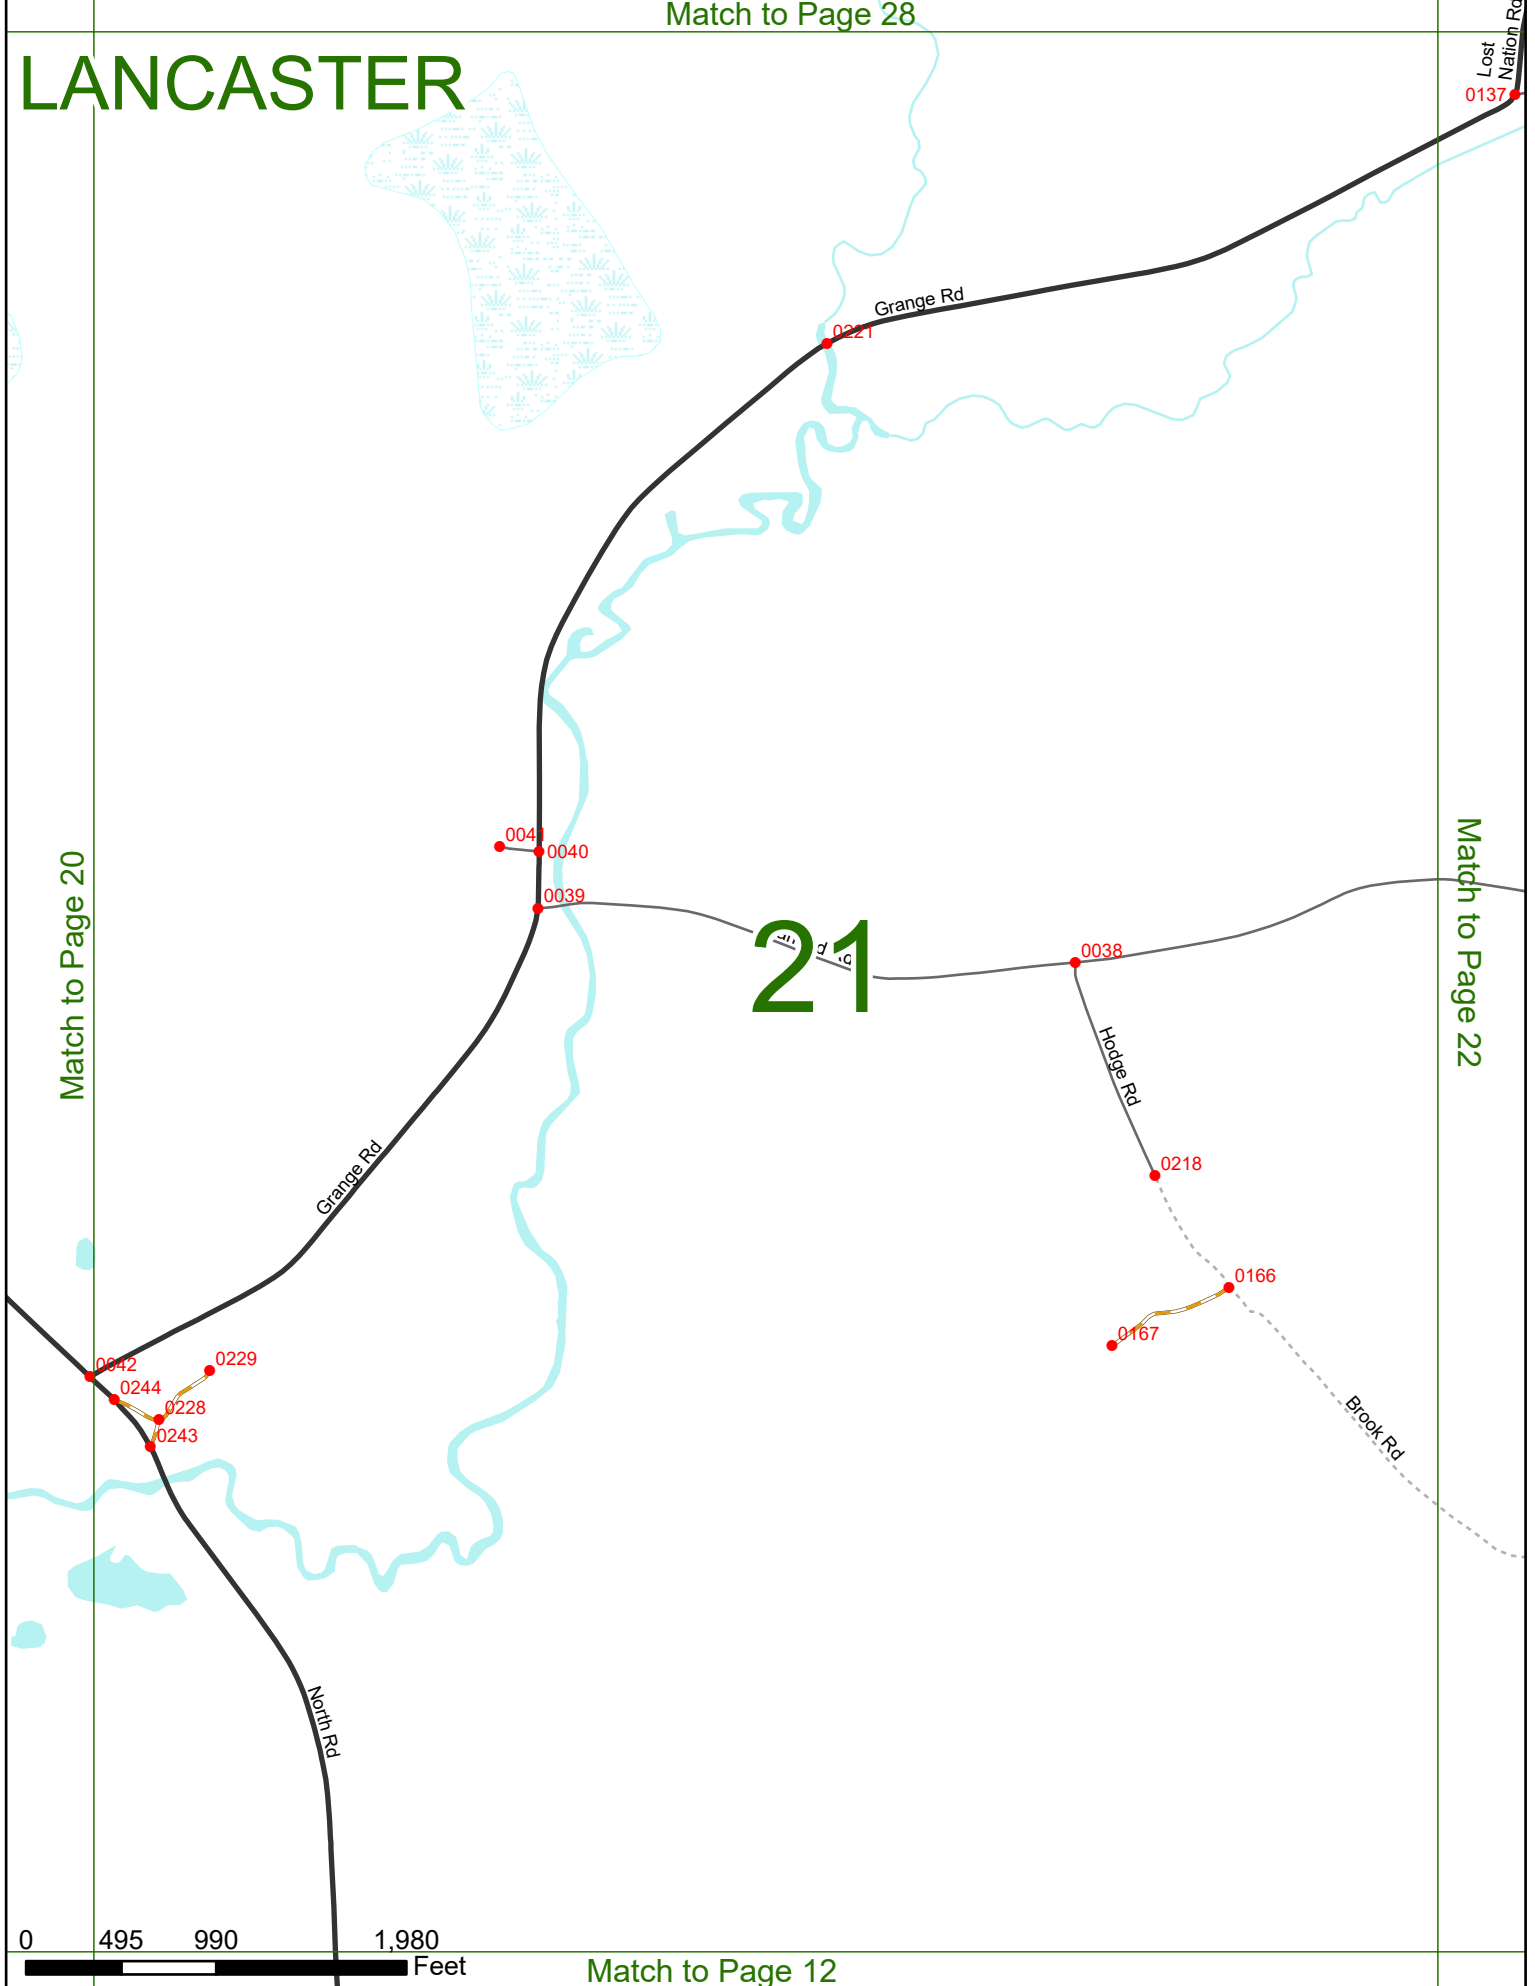 Match to Page 28
LANCASTER
Lost
Nation Rd
0137
Grange Rd
0221
0041
0040
0039
21
0038
Match to Page 20
Match to Page 22
Hodge Rd
Grange Rd
0218
0166
0167
0042
0229
0244
0228
0243
Brook Rd
North Rd
0 495 990 1,980
Feet
Match to Page 12